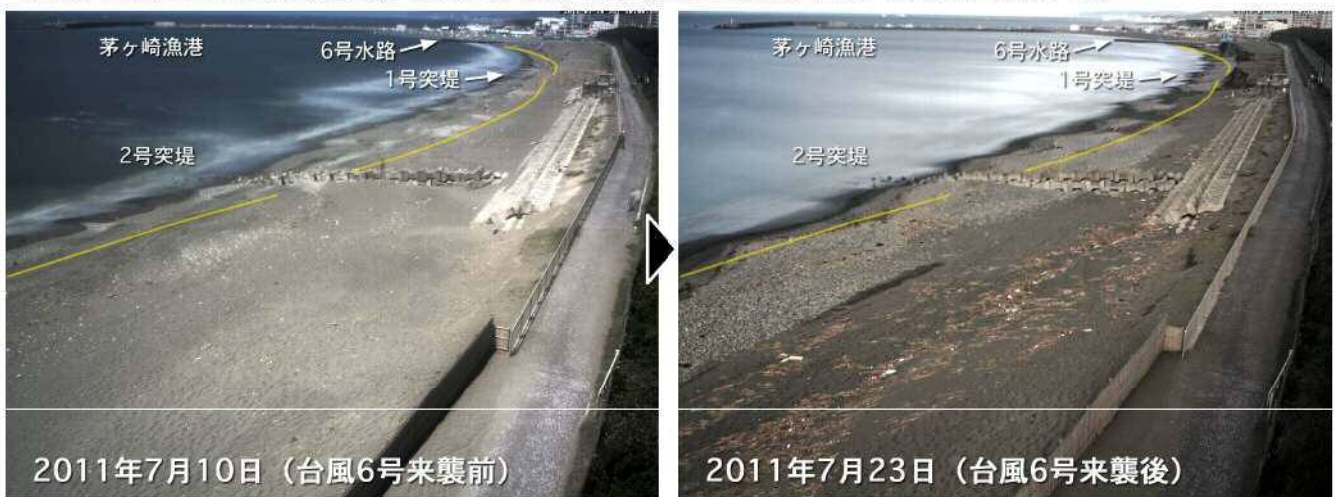 茅ヶ崎漁港
6号水路
1号突堤
2号突堤
2011年7月10日（台風6号来襲前）
茅ヶ崎漁港
6号水路
1号突堤
2号突堤
2011年7月23日（台風6号来襲後）